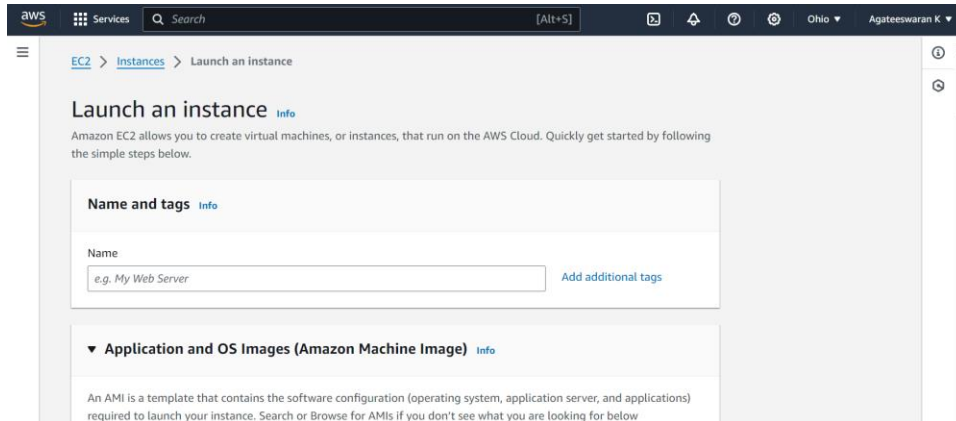 aws
Services
Search
[Alt+S]
Ohio ▼
Agateeswaran K ▼
EC2 > Instances > Launch an instance
Launch an instance Info
Amazon EC2 allows you to create virtual machines, or instances, that run on the AWS Cloud. Quickly get started by following
the simple steps below.
Name and tags Info
Name
e.g. My Web Server
Add additional tags
▼ Application and OS Images (Amazon Machine Image) Info
An AMI is a template that contains the software configuration (operating system, application server, and applications)
required to launch your instance. Search or Browse for AMIs if you don't see what you are looking for below